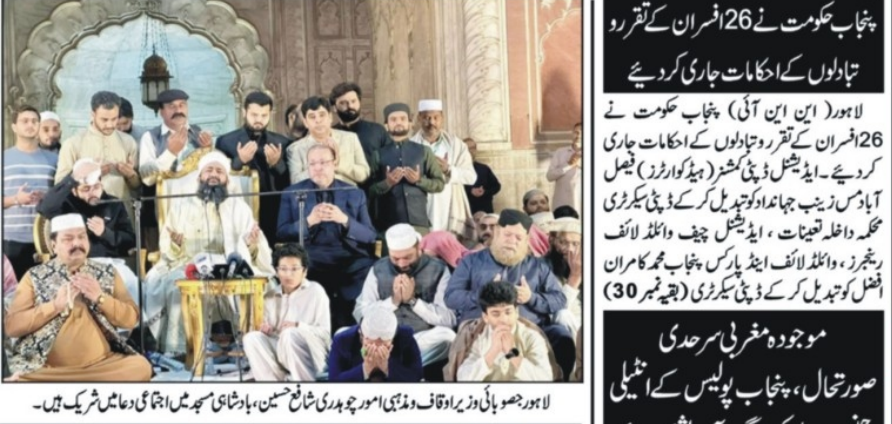 لاہور: صوبائی وزیر اوقاف و مذہبی امور چوہدری شافع حسین، بادشاہی مسجد میں اجتماعی دعا میں شریک ہیں۔
پنجاب حکومت نے 26 افسران کے تقرر و
تبادلوں کے احکامات جاری کر دیئے
لاہور (این این آئی) پنجاب حکومت نے
26 افسران کے تقرر و تبادلوں کے احکامات جاری
کر دیئے۔ ایڈیشنل ڈپٹی کمشنر (ہیڈ کوارٹرز) فیصل
آباد مس زینب جہانداد کو تبدیل کر کے ڈپٹی سیکرٹری
محکمہ داخلہ تعینات، ایڈیشنل چیف وائلڈ لائف
رینجرز، وائلڈ لائف اینڈ پارکس پنجاب محمد کامران
افضل کو تبدیل کر کے ڈپٹی سیکرٹری (بقیہ نمبر 30)
موجودہ مغربی سرحدی
صورتحال، پنجاب پولیس کے انٹیلی